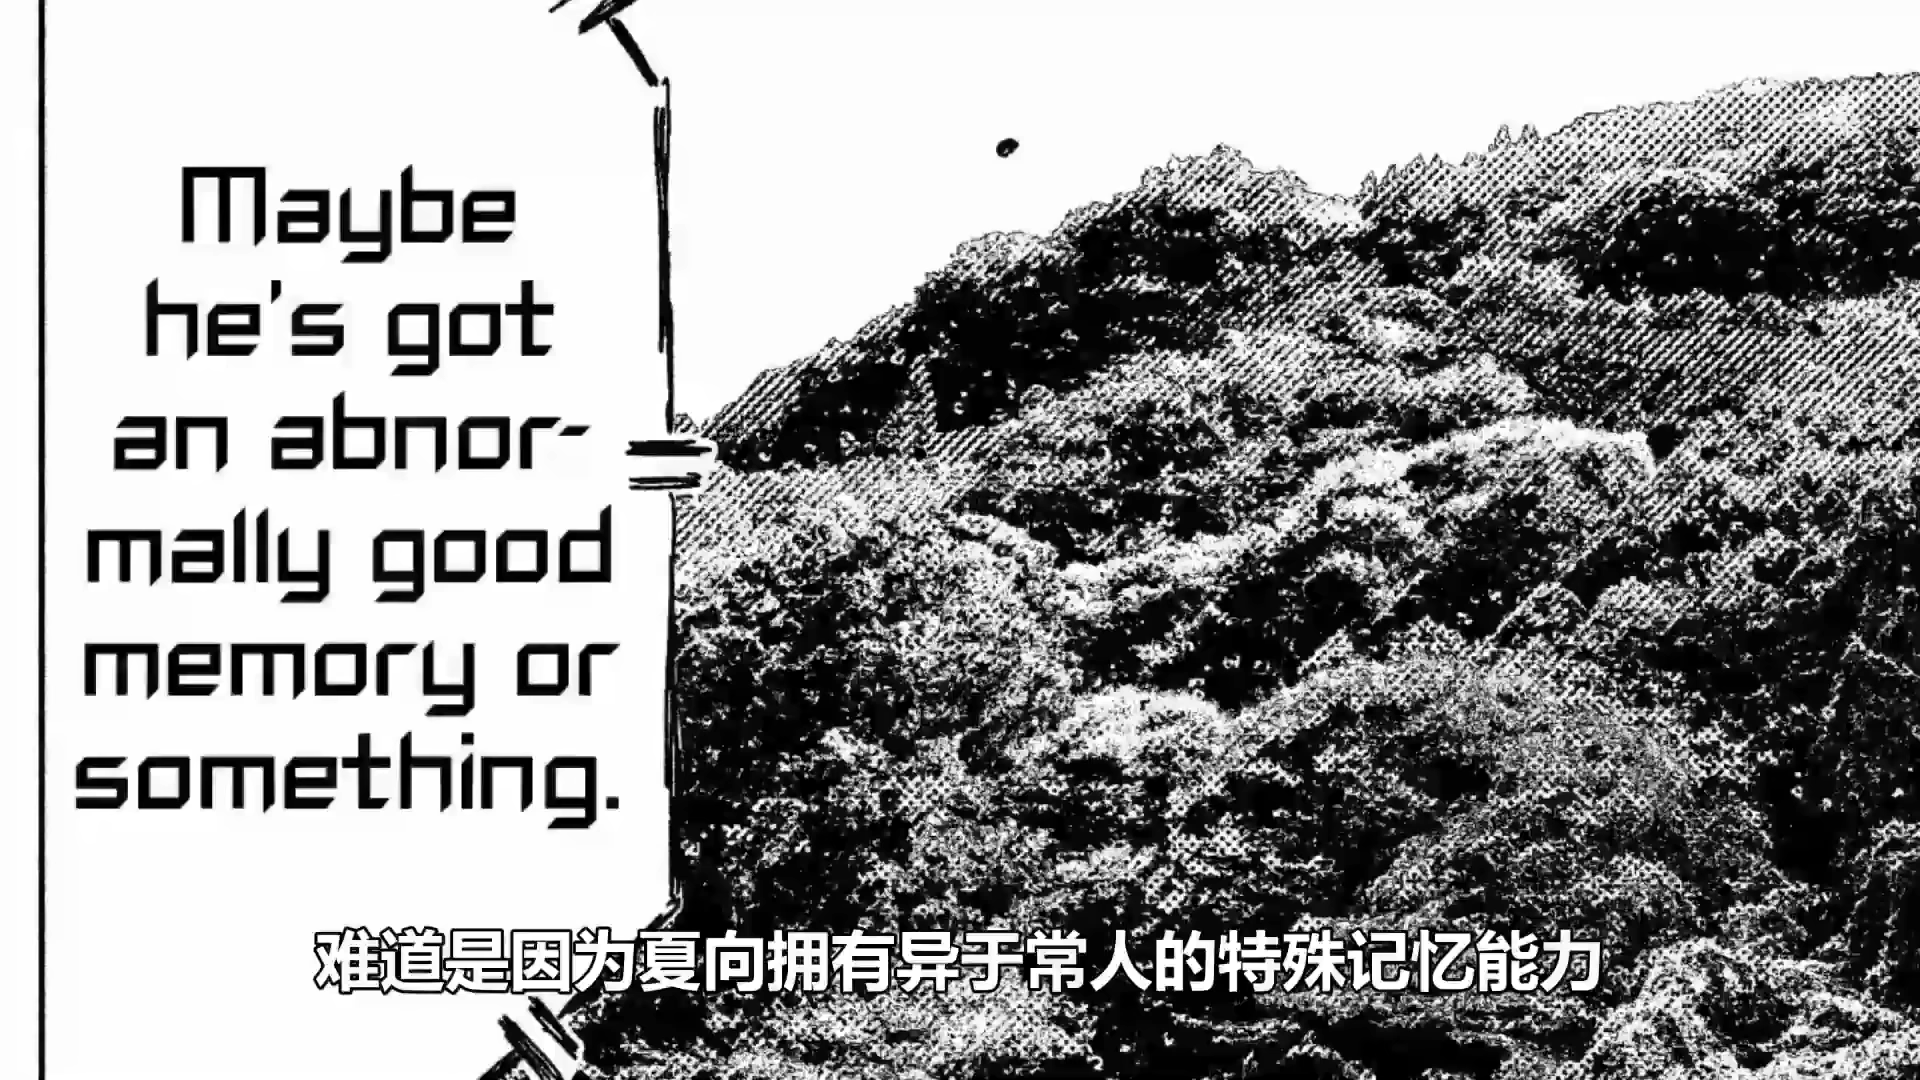 Maybe
he's got
an abnor-
mally good
memory or
something.
难道是因为夏向拥有异于常人的特殊记忆能力